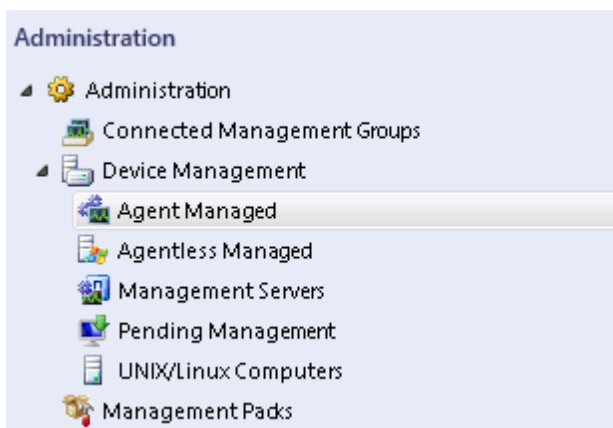 Administration
Administration
Connected Management Groups
Device Management
Agent Managed
Agentless Managed
Management Servers
Pending Management
UNIX/Linux Computers
Management Packs